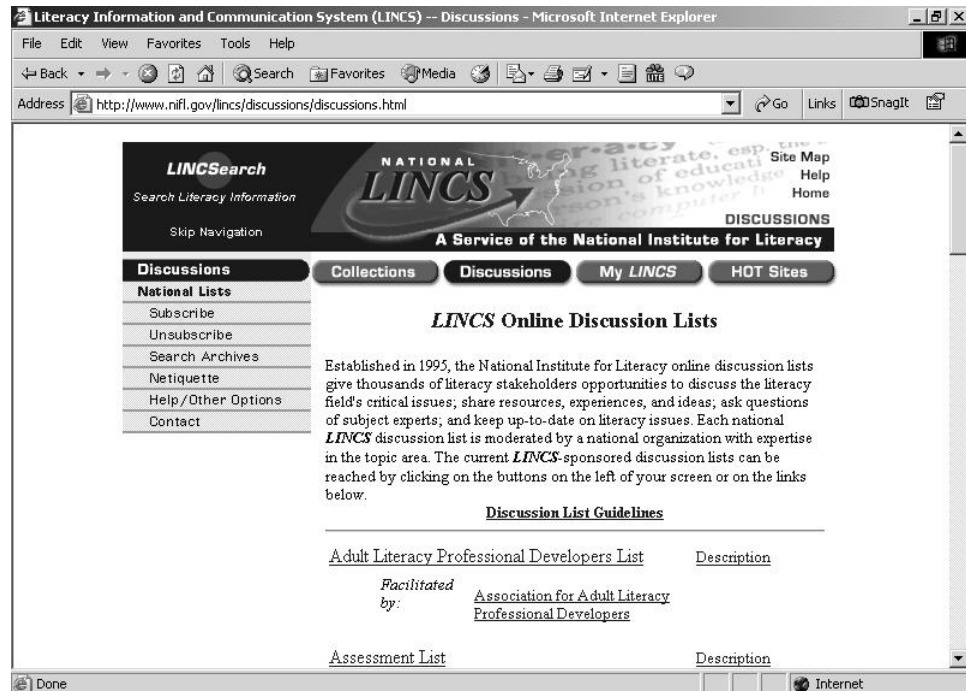 Literacy Information and Communication System (LINCS) -- Discussions - Microsoft Internet Explorer
File Edit View Favorites Tools Help
Back Search Favorites Media
Address http://www.nifl.gov/lincs/discussions/discussions.html Go Links SnagIt
LINCSearch
Search Literacy Information
Skip Navigation
NATIONAL
LINCS
literate, esp.
of educati
knowledge
son's
computer
Site Map
Help
Home
DISCUSSIONS
A Service of the National Institute for Literacy
Discussions
National Lists
Subscribe
Unsubscribe
Search Archives
Netiquette
Help/Other Options
Contact
Collections Discussions My LINCS HOT Sites
LINCS Online Discussion Lists
Established in 1995, the National Institute for Literacy online discussion lists
give thousands of literacy stakeholders opportunities to discuss the literacy
field's critical issues; share resources, experiences, and ideas; ask questions
of subject experts; and keep up-to-date on literacy issues. Each national
LINCS discussion list is moderated by a national organization with expertise
in the topic area. The current LINCS-sponsored discussion lists can be
reached by clicking on the buttons on the left of your screen or on the links
below.
Discussion List Guidelines
Adult Literacy Professional Developers List Description
Facilitated
by:
Association for Adult Literacy
Professional Developers
Assessment List Description
Done Internet